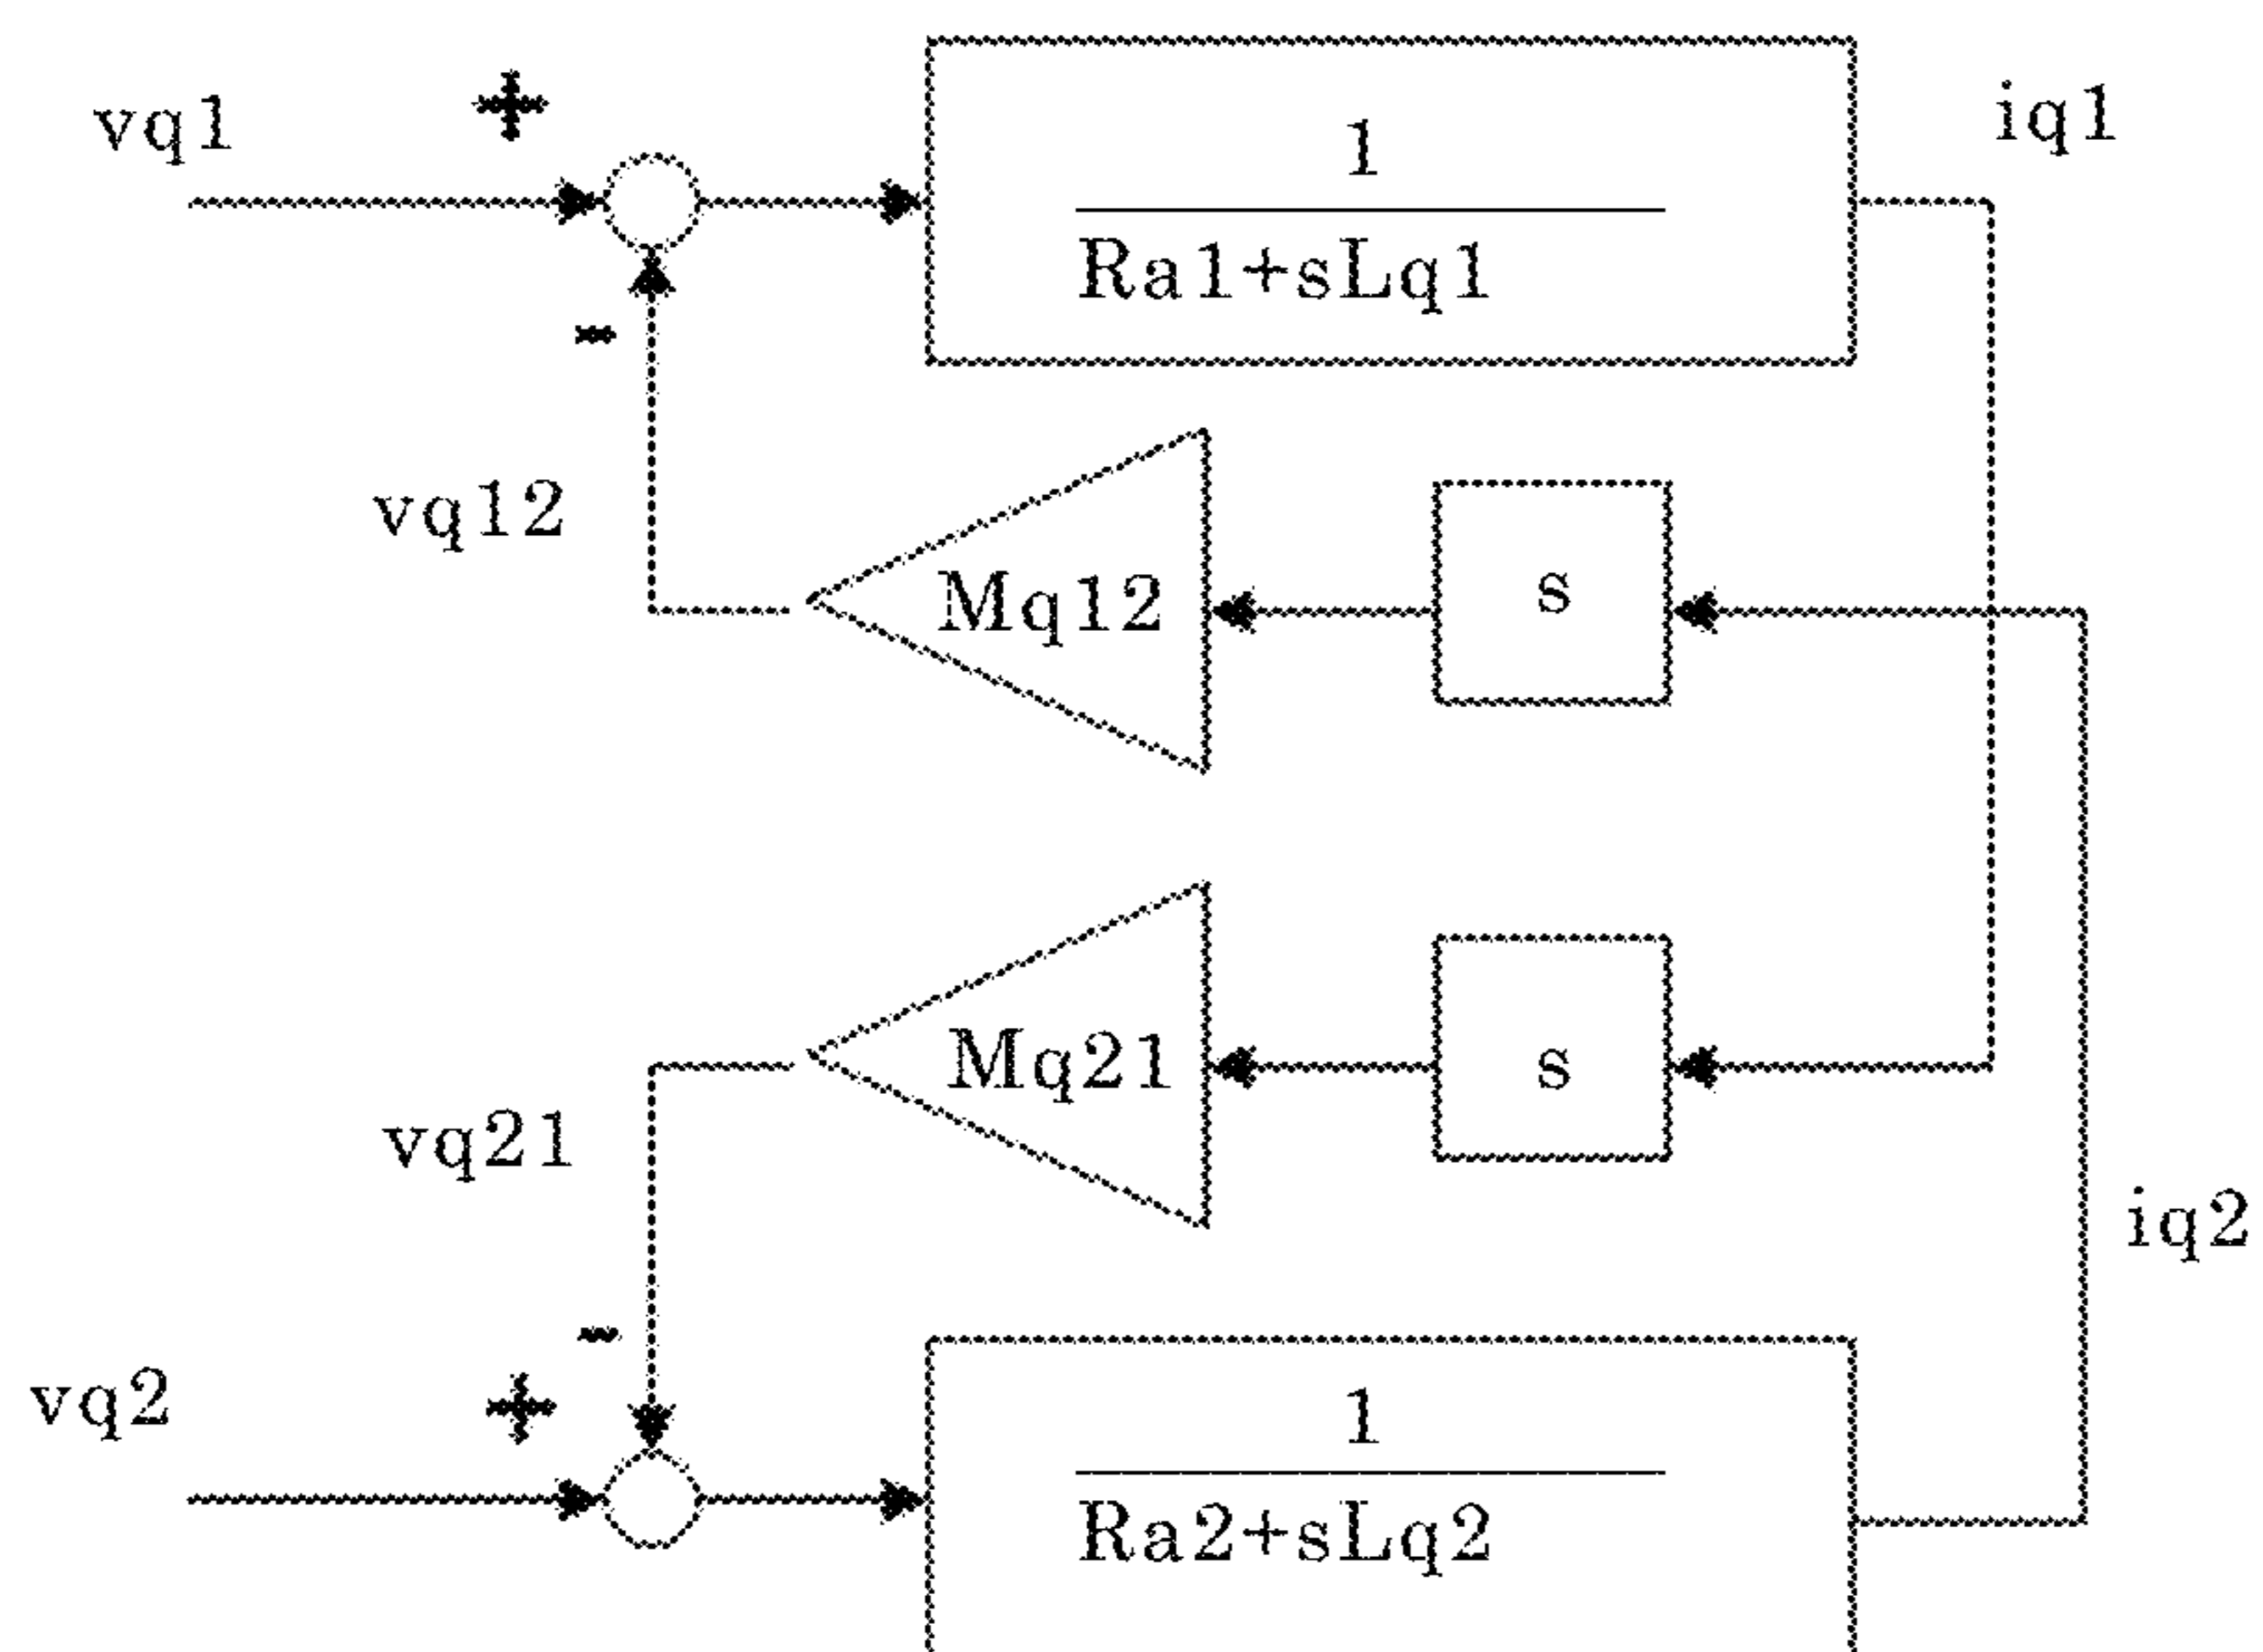 vq1
+
1
iq1
Ra1+sLq1
-
vq12
Mq12
s
Mq21
s
vq21
iq2
-
vq2
+
1
Ra2+sLq2